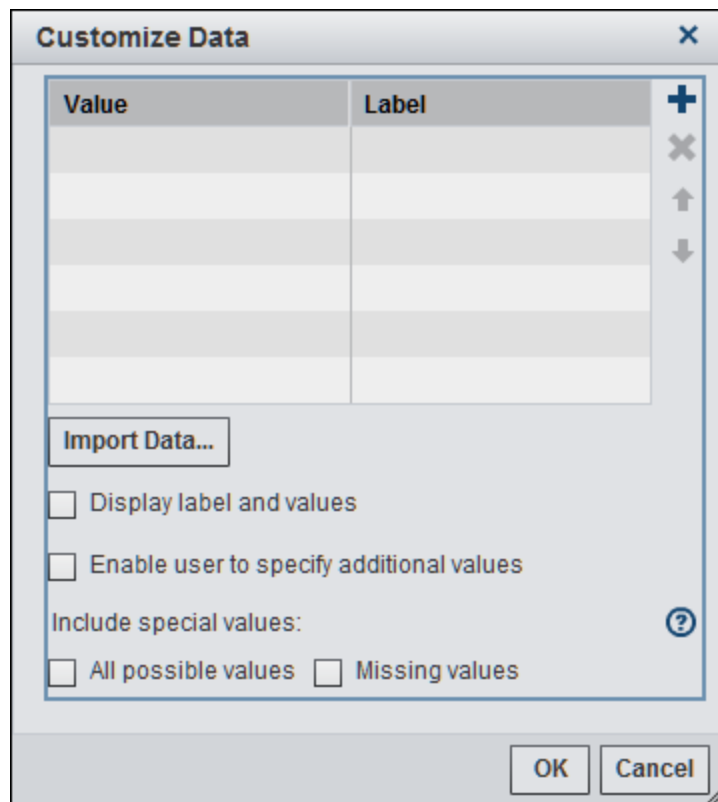 Customize Data
Value Label
Import Data...
Display label and values
Enable user to specify additional values
Include special values:
All possible values Missing values
OK Cancel